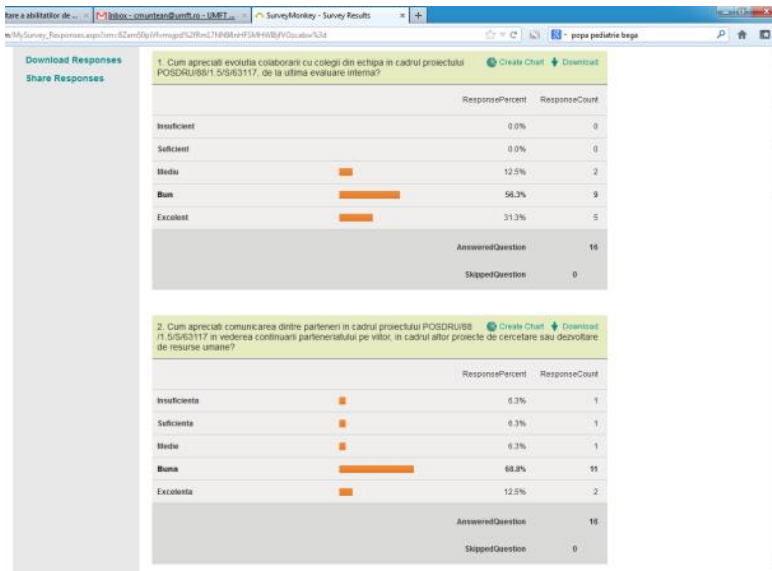 tare a abilitatilor de ...
Inbox - cmuntean@umft.ro - UMFT ...
SurveyMonkey - Survey Results
popa pediatrie bega
Download Responses
Share Responses
1. Cum apreciati evolutia colaborarii cu colegii din echipa in cadrul proiectului
POSDRU/88/1.5/S/63117, de la ultima evaluare interna?
Create Chart Download
ResponsePercent ResponseCount
Insuficient 0.0% 0
Suficient 0.0% 0
Mediu 12.5% 2
Bun 56.3% 9
Excelent 31.3% 5
AnsweredQuestion 16
SkippedQuestion 0
2. Cum apreciati comunicarea dintre parteneri in cadrul proiectului POSDRU/88
/1.5/S/63117 in vederea continuarii parteneriatului pe viitor, in cadrul altor proiecte de cercetare sau dezvoltare
de resurse umane?
Create Chart Download
ResponsePercent ResponseCount
Insuficienta 6.3% 1
Suficienta 6.3% 1
Medie 6.3% 1
Buna 68.8% 11
Excelenta 12.5% 2
AnsweredQuestion 16
SkippedQuestion 0